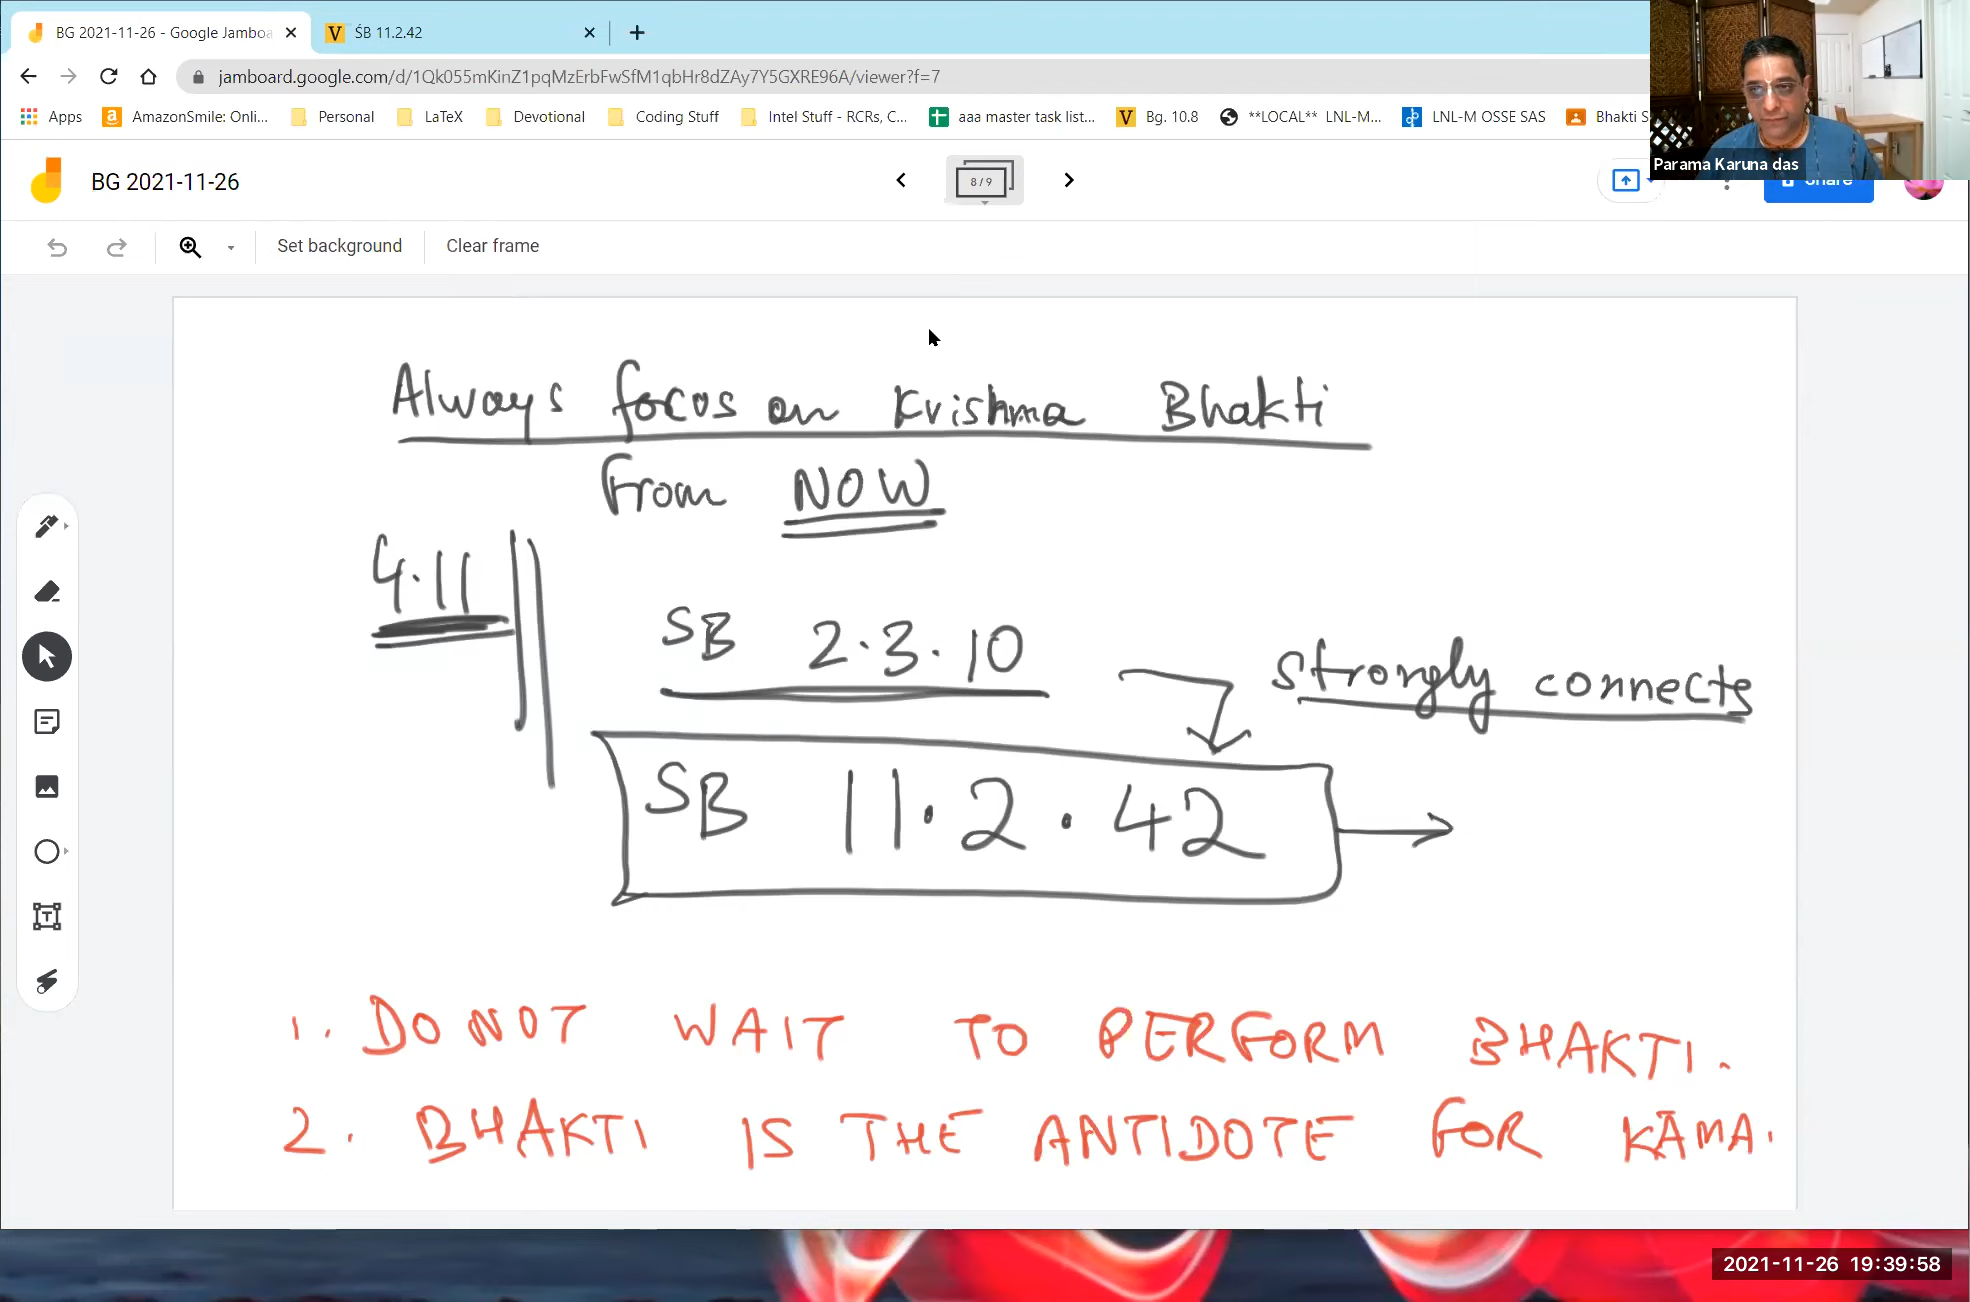 BG 2021-11-26 - Google Jamboa
ŚB 11.2.42
jamboard.google.com/d/1Qk055mKinZ1pqMzErbFwSfM1qbHr8dZAy7Y5GXRE96A/viewer?f=7
Apps AmazonSmile: Onli... Personal LaTeX Devotional Coding Stuff Intel Stuff - RCRs, C... aaa master task list... Bg. 10.8 **LOCAL** LNL-M... LNL-M OSSE SAS Bhakti S
Parama Karuna das
BG 2021-11-26
8/9
Share
Set background Clear frame
Always focus on Krishna Bhakti
From NOW
4.11
SB 2.3.10
strongly connects
SB 11.2.42
1. DO NOT WAIT TO PERFORM BHAKTI.
2. BHAKTI IS THE ANTIDOTE FOR KĀMA.
2021-11-26 19:39:58